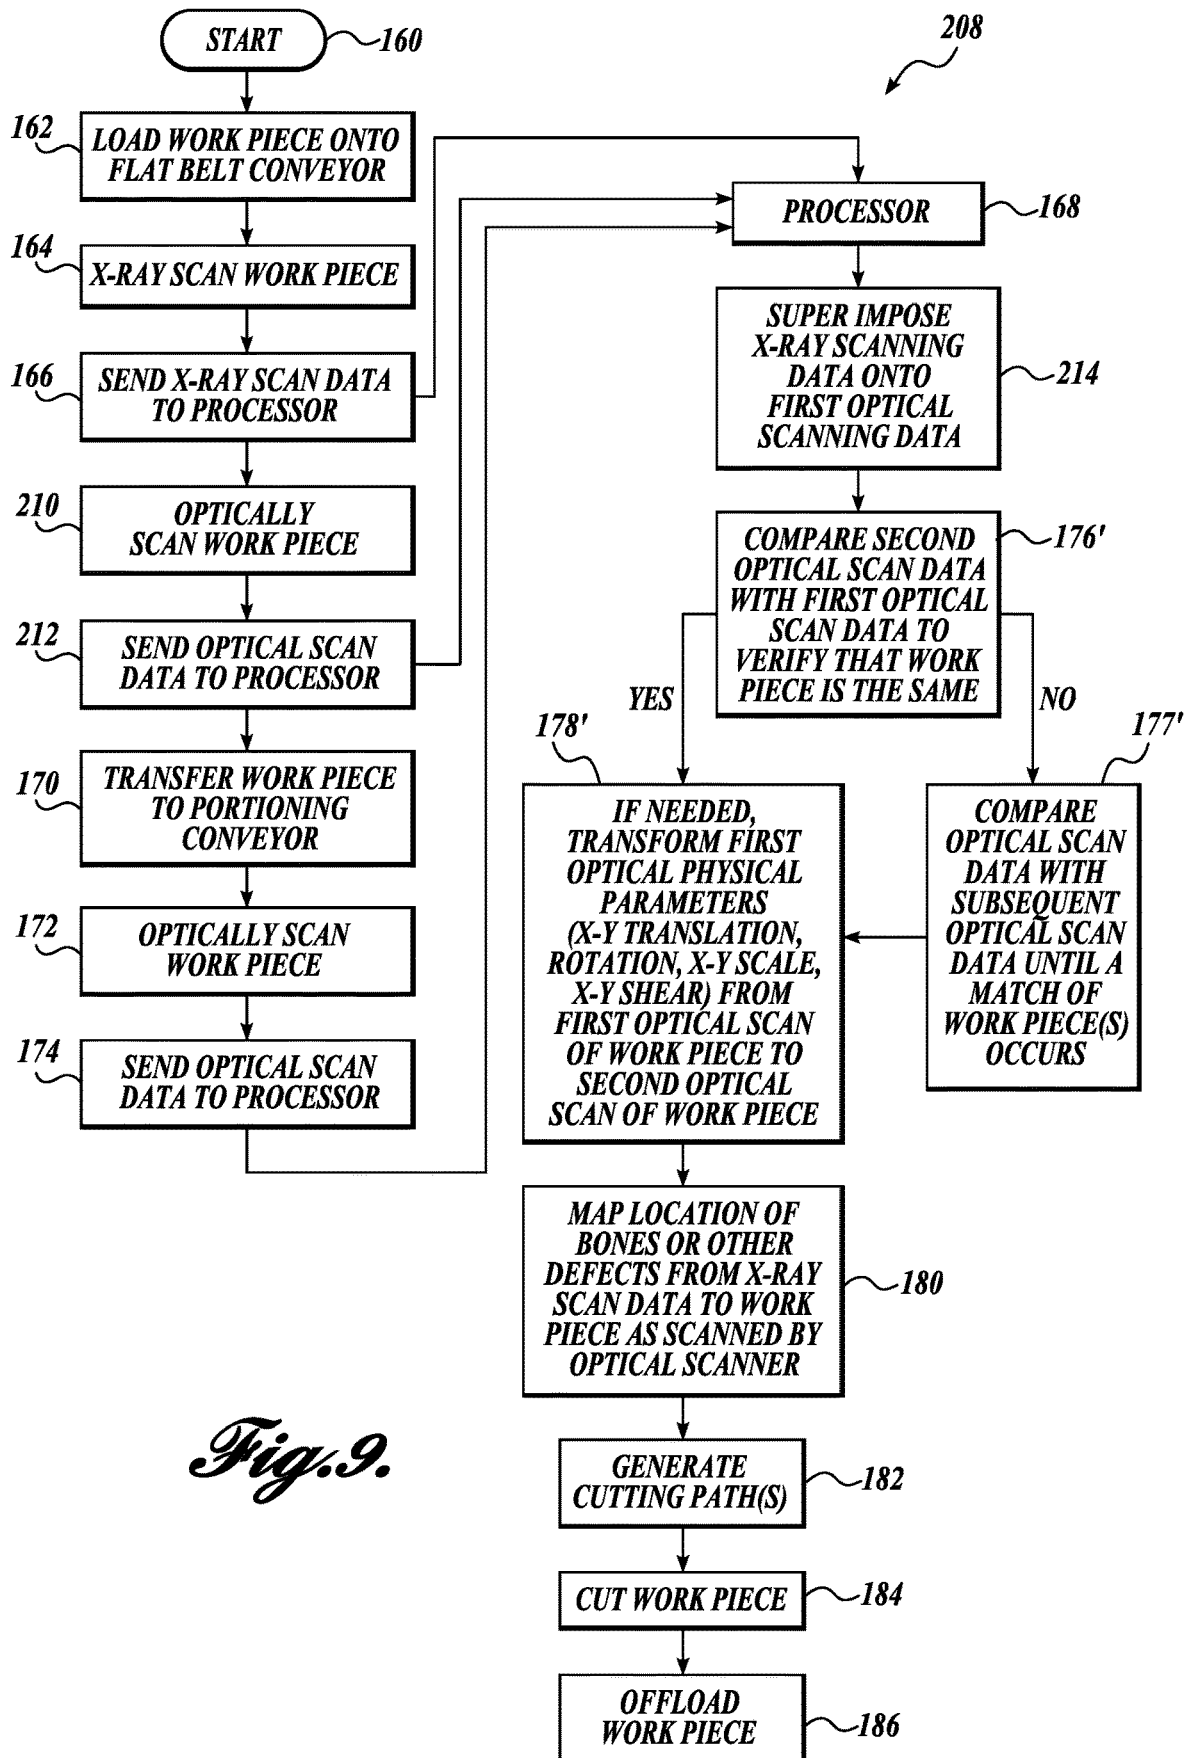 START
160
208
162
LOAD WORK PIECE ONTO
FLAT BELT CONVEYOR
PROCESSOR
168
164
X-RAY SCAN WORK PIECE
166
SEND X-RAY SCAN DATA
TO PROCESSOR
SUPER IMPOSE
X-RAY SCANNING
DATA ONTO
FIRST OPTICAL
SCANNING DATA
214
210
OPTICALLY
SCAN WORK PIECE
212
SEND OPTICAL SCAN
DATA TO PROCESSOR
COMPARE SECOND
OPTICAL SCAN DATA
WITH FIRST OPTICAL
SCAN DATA TO
VERIFY THAT WORK
PIECE IS THE SAME
176'
YES
NO
170
TRANSFER WORK PIECE
TO PORTIONING
CONVEYOR
178'
IF NEEDED,
TRANSFORM FIRST
OPTICAL PHYSICAL
PARAMETERS
(X-Y TRANSLATION,
ROTATION, X-Y SCALE,
X-Y SHEAR) FROM
FIRST OPTICAL SCAN
OF WORK PIECE TO
SECOND OPTICAL
SCAN OF WORK PIECE
177'
COMPARE
OPTICAL SCAN
DATA WITH
SUBSEQUENT
OPTICAL SCAN
DATA UNTIL A
MATCH OF
WORK PIECE(S)
OCCURS
172
OPTICALLY SCAN
WORK PIECE
174
SEND OPTICAL SCAN
DATA TO PROCESSOR
MAP LOCATION OF
BONES OR OTHER
DEFECTS FROM X-RAY
SCAN DATA TO WORK
PIECE AS SCANNED BY
OPTICAL SCANNER
180
Fig.9.
GENERATE
CUTTING PATH(S)
182
CUT WORK PIECE
184
OFFLOAD
WORK PIECE
186